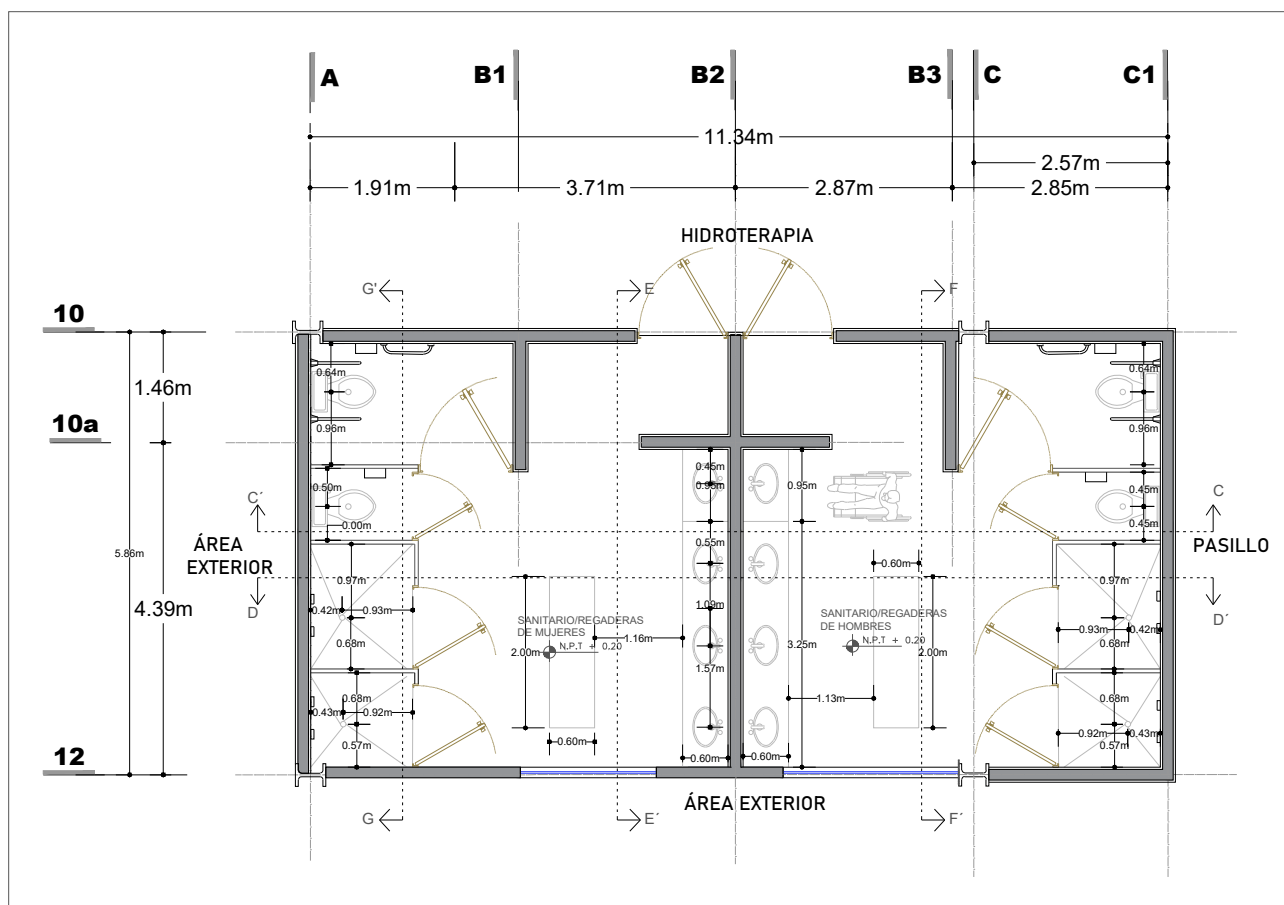 A
B1
B2
B3
C
C1
11.34m
2.57m
1.91m
3.71m
2.87m
2.85m
HIDROTERAPIA
G'
E
F
10
10a
12
1.46m
5.86m
4.39m
0.64m
0.96m
0.50m
0.00m
0.64m
0.96m
0.45m
0.45m
C´
C
ÁREA
EXTERIOR
PASILLO
D
D´
0.45m
0.96m
0.95m
0.55m
1.09m
1.57m
0.60m
0.97m
0.42m
0.93m
0.68m
0.68m
0.43m
0.92m
0.57m
SANITARIO/REGADERAS
DE MUJERES
N.P.T + 0.20
2.00m
1.16m
0.60m
SANITARIO/REGADERAS
DE HOMBRES
N.P.T + 0.20
2.00m
3.25m
1.13m
0.97m
0.93m
0.42m
0.68m
0.68m
0.92m
0.43m
0.57m
0.60m
0.60m
ÁREA EXTERIOR
G
E´
F´